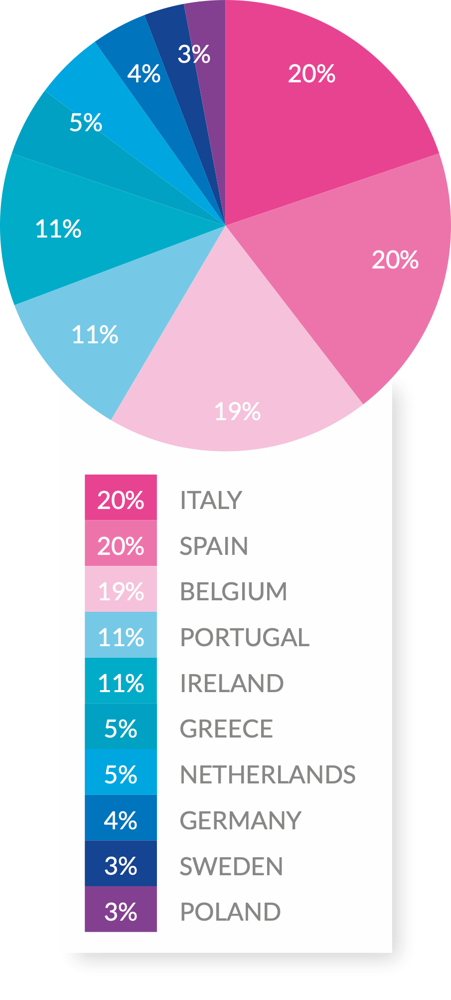 3%
4%
20%
5%
11%
20%
11%
19%
20% ITALY
20% SPAIN
19% BELGIUM
11% PORTUGAL
11% IRELAND
5% GREECE
5% NETHERLANDS
4% GERMANY
3% SWEDEN
3% POLAND